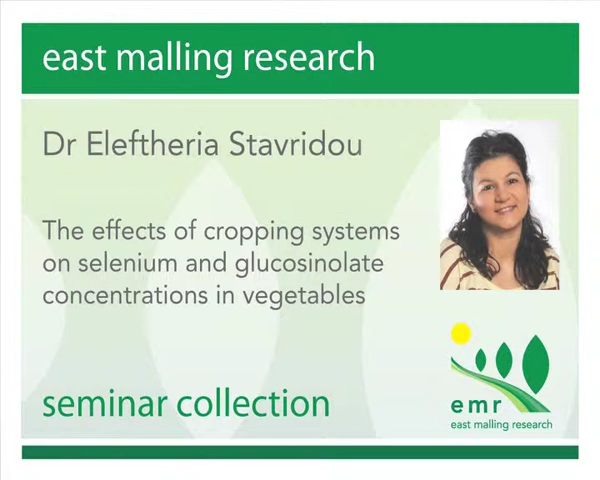 east malling research
Dr Eleftheria Stavridou
The effects of cropping systems
on selenium and glucosinolate
concentrations in vegetables
seminar collection
emr
east malling research